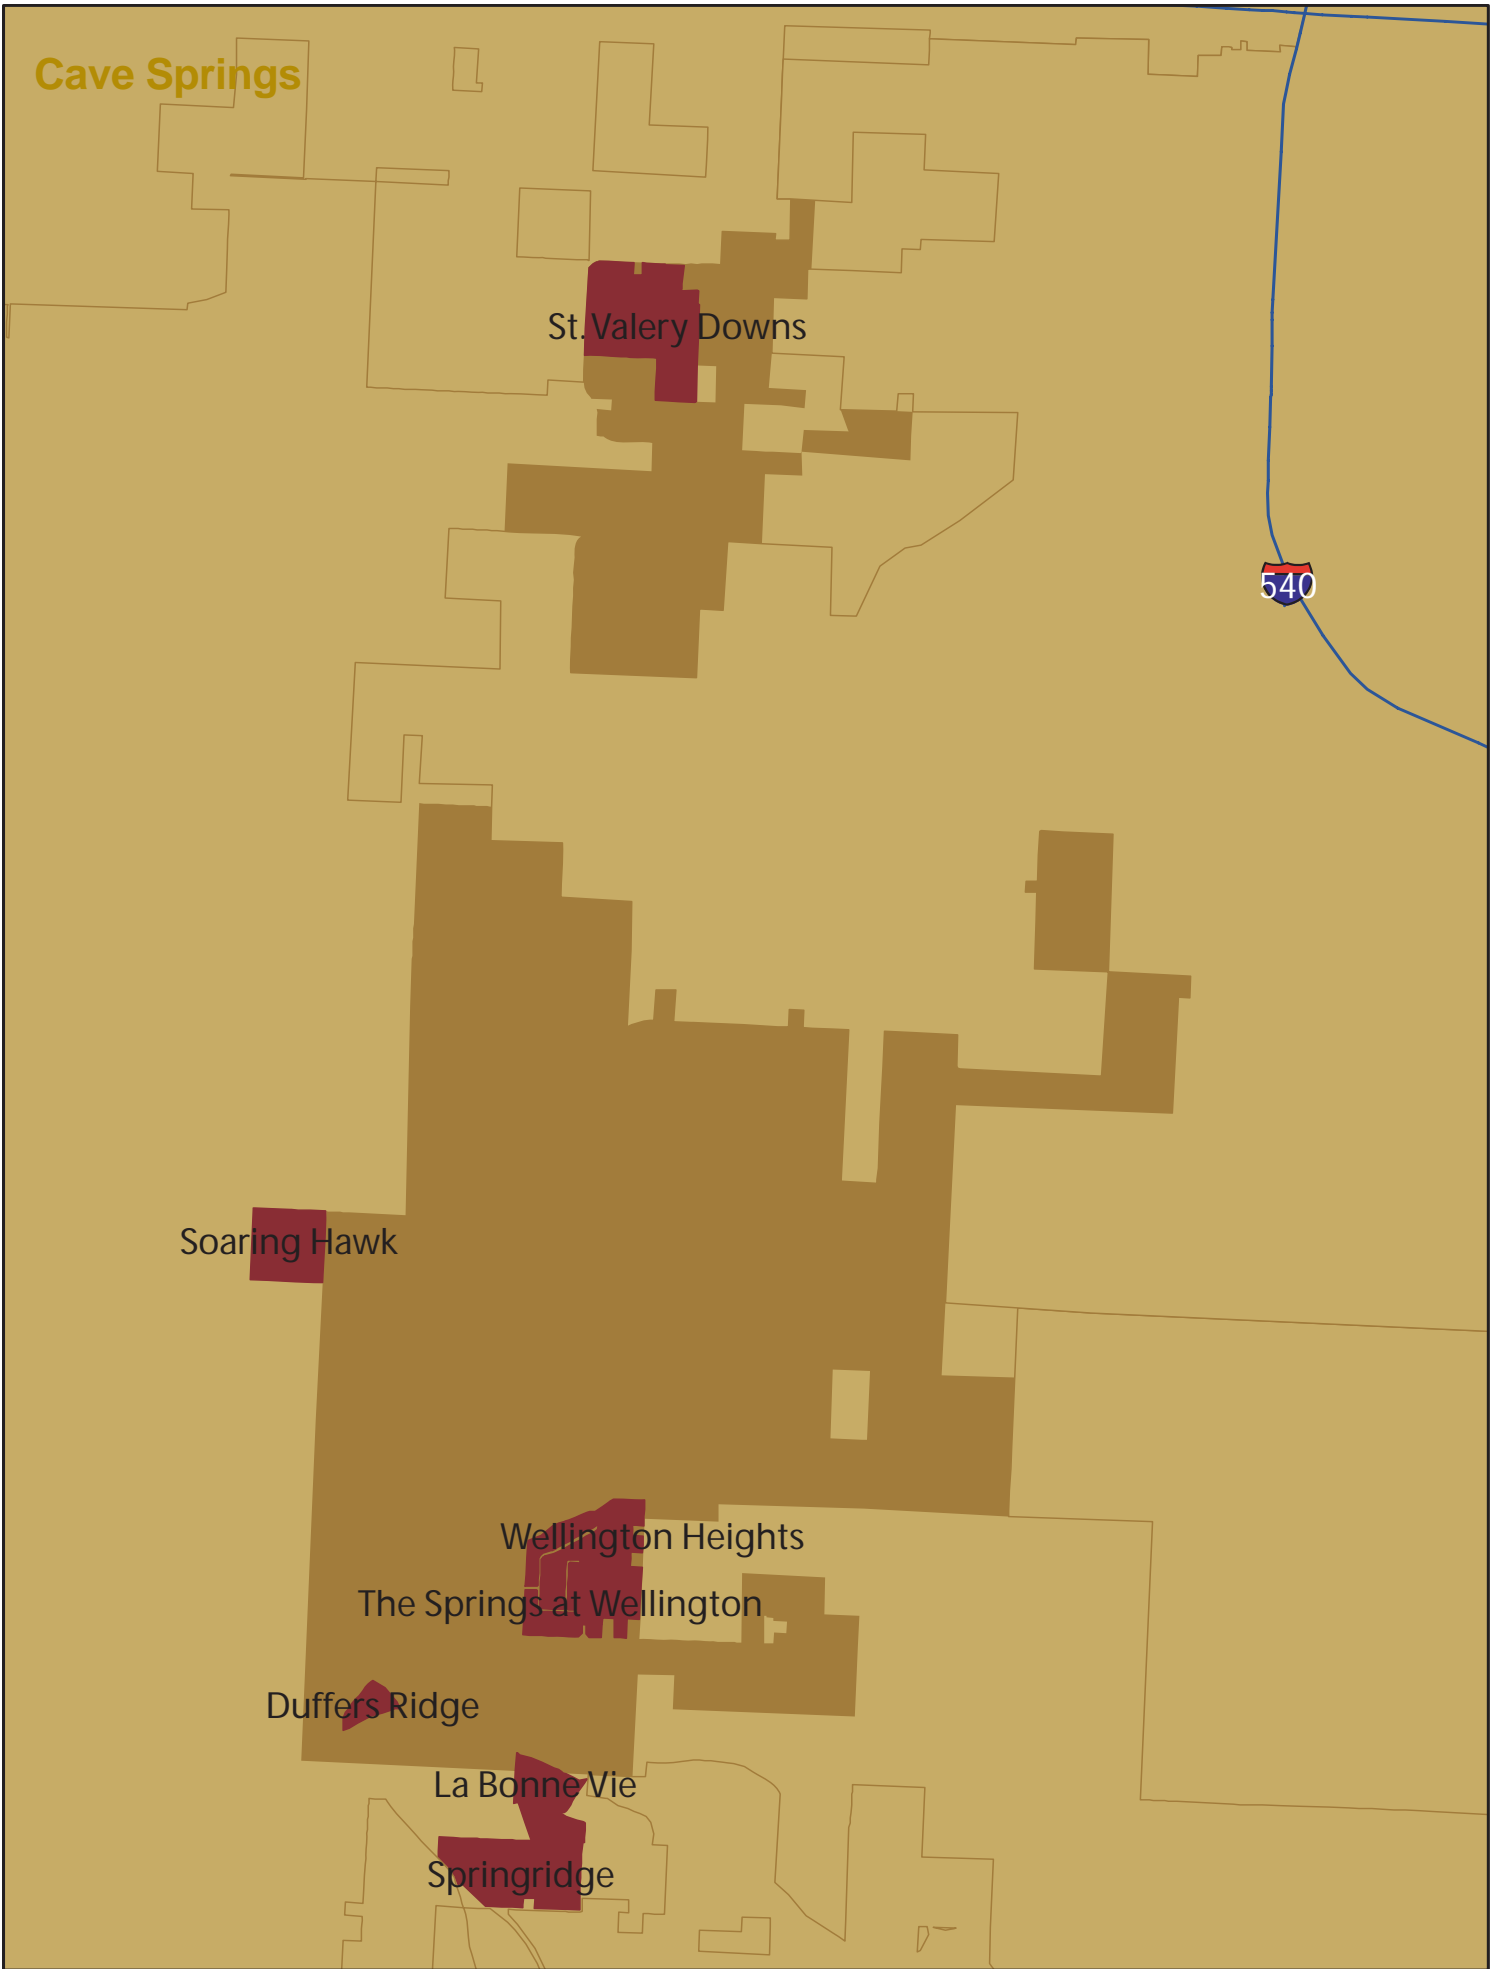 Cave Springs
St. Valery Downs
540
Soaring Hawk
Wellington Heights
The Springs at Wellington
Duffers Ridge
La Bonne Vie
Springridge